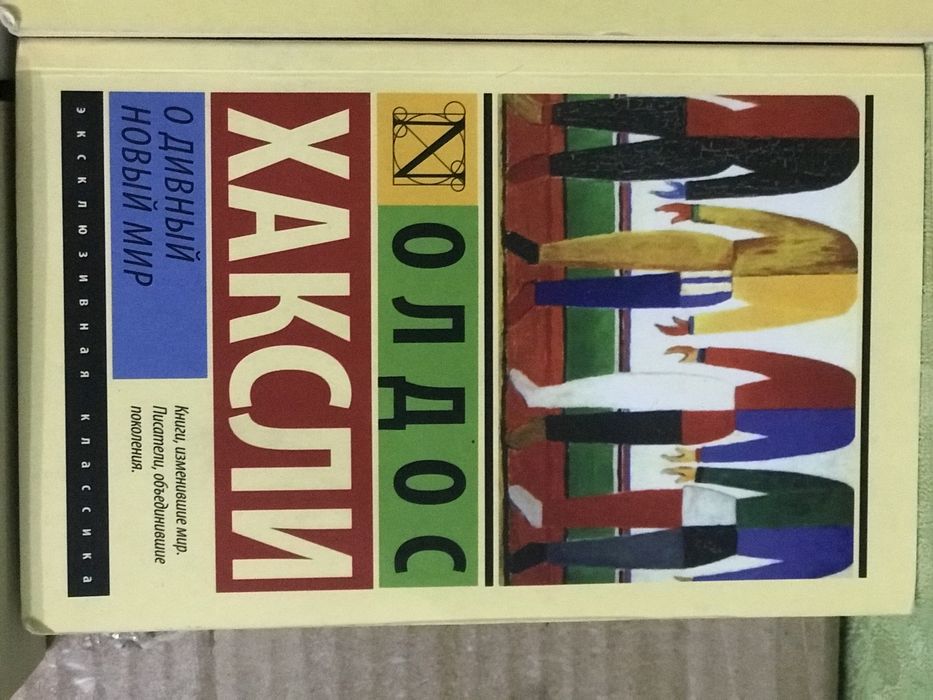 N
ОЛДОС
ХАКСЛИ
О ДИВНЫЙ
НОВЫЙ МИР
Книги, изменившие мир.
Писатели, объединившие
поколения.
эксклюзивная классика